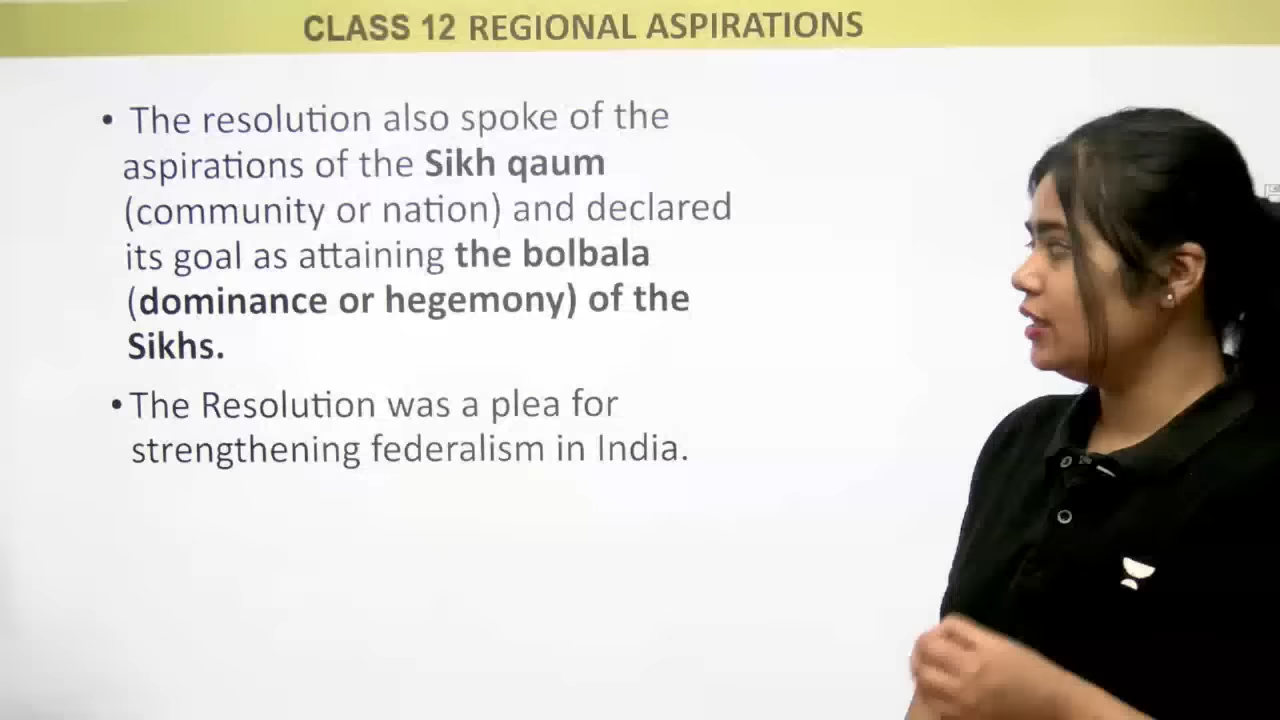 CLASS 12 REGIONAL ASPIRATIONS
• The resolution also spoke of the
aspirations of the Sikh qaum
(community or nation) and declared
its goal as attaining the bolbala
(dominance or hegemony) of the
Sikhs.
• The Resolution was a plea for
strengthening federalism in India.